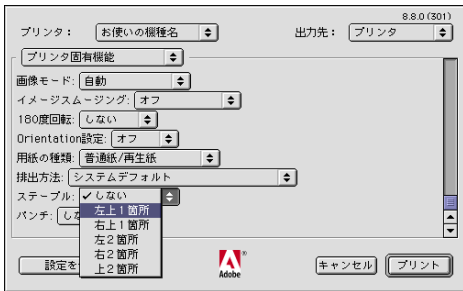 8.8.0 (301)
プリンタ： お使いの機種名 出力先： プリンタ
プリンタ固有機能
画像モード: 自動
イメージスムージング: オフ
180度回転: しない
Orientation設定: オフ
用紙の種類: 普通紙/再生紙
排出方法: システムデフォルト
ステープル: ✓しない
左上1箇所
パンチ:
右上1箇所
左2箇所
右2箇所
上2箇所
設定を
Adobe
キャンセル プリント